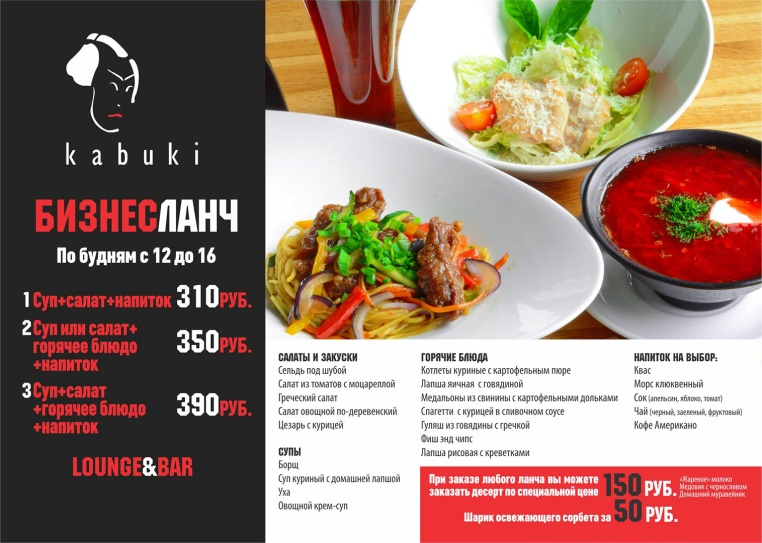 kabuki
БИЗНЕСЛАНЧ
По будням с 12 до 16
1 Суп+салат+напиток 310РУБ.
2 Суп или салат+
горячее блюдо
+напиток
350РУБ.
3 Суп+салат
+горячее блюдо
+напиток
390РУБ.
LOUNGE&BAR
САЛАТЫ И ЗАКУСКИ
Сельдь под шубой
Салат из томатов с моцареллой
Греческий салат
Салат овощной по-деревенский
Цезарь с курицей
СУПЫ
Борщ
Суп куриный с домашней лапшой
Уха
Овощной крем-суп
ГОРЯЧИЕ БЛЮДА
Котлеты куриные с картофельным пюре
Лапша яичная с говядиной
Медальоны из свинины с картофельными дольками
Спагетти с курицей в сливочном соусе
Гуляш из говядины с гречкой
Фиш энд чипс
Лапша рисовая с креветками
НАПИТОК НА ВЫБОР:
Квас
Морс клюквенный
Сок (апельсин, яблоко, томат)
Чай (черный, заеленый, фруктовый)
Кофе Американо
При заказе любого ланча вы можете
заказать десерт по специальной цене
150 РУБ.
«Жареное» молоко
Медовик с черносливом
Домашний муравейник
Шарик освежающего сорбета за 50 РУБ.